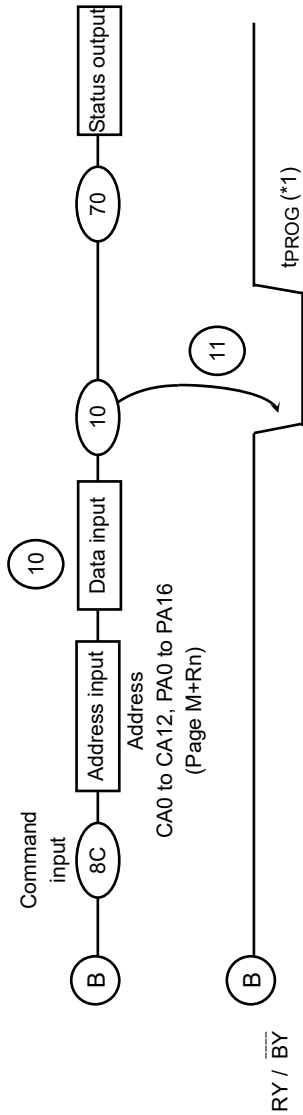 Command
input
10
B
8C
Address input
Data input
10
70
Status output
Address
CA0 to CA12, PA0 to PA16
(Page M+Rn)
11
RY / BY
B
tPROG (*1)